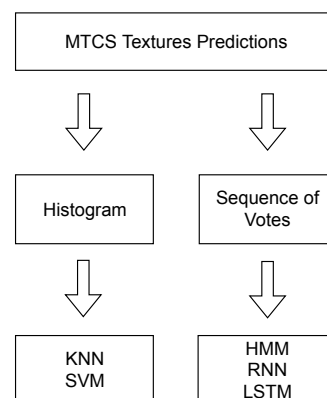 MTCS Textures Predictions
Histogram
Sequence of
Votes
KNN
SVM
HMM
RNN
LSTM